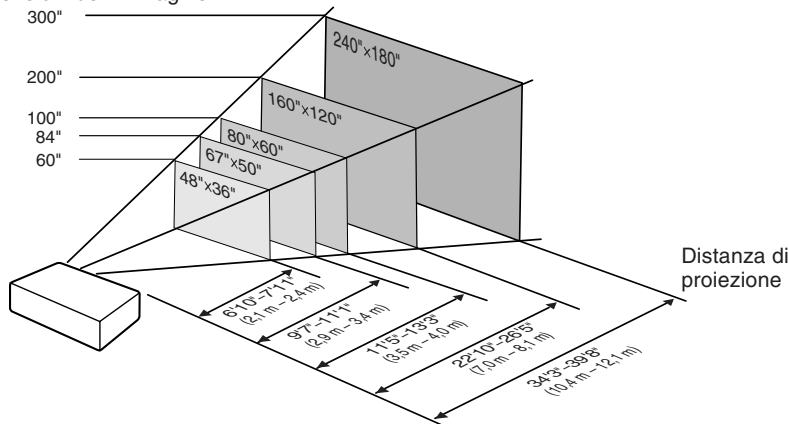 300"
200"
100"
84"
60"
240"×180"
160"×120"
80"×60"
67"×50"
48"×36"
Distanza di
proiezione
6'10"–7'11"
(2,1 m – 2,4 m)
9'7"–11'1"
(2,9 m – 3,4 m)
11'5"–13'3"
(3,5 m – 4,0 m)
22'10"–26'5"
(7,0 m – 8,1 m)
34'3"–39'8"
(10,4 m – 12,1 m)